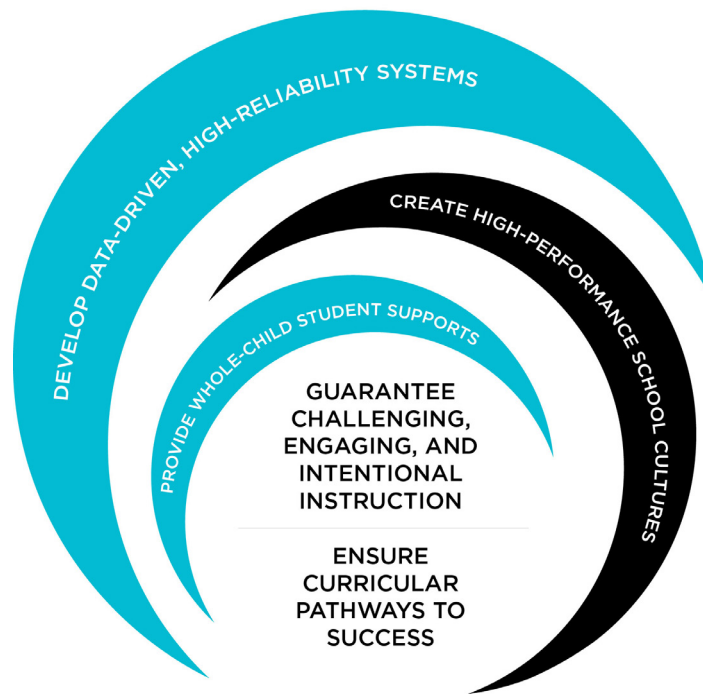 DEVELOP DATA-DRIVEN, HIGH-RELIABILITY SYSTEMS
CREATE HIGH-PERFORMANCE SCHOOL CULTURES
PROVIDE WHOLE-CHILD STUDENT SUPPORTS
GUARANTEE
CHALLENGING,
ENGAGING, AND
INTENTIONAL
INSTRUCTION
ENSURE
CURRICULAR
PATHWAYS TO
SUCCESS